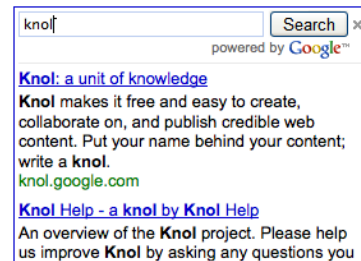 knol
Search ×
powered by Google™
Knol: a unit of knowledge
Knol makes it free and easy to create,
collaborate on, and publish credible web
content. Put your name behind your content;
write a knol.
knol.google.com
Knol Help - a knol by Knol Help
An overview of the Knol project. Please help
us improve Knol by asking any questions you